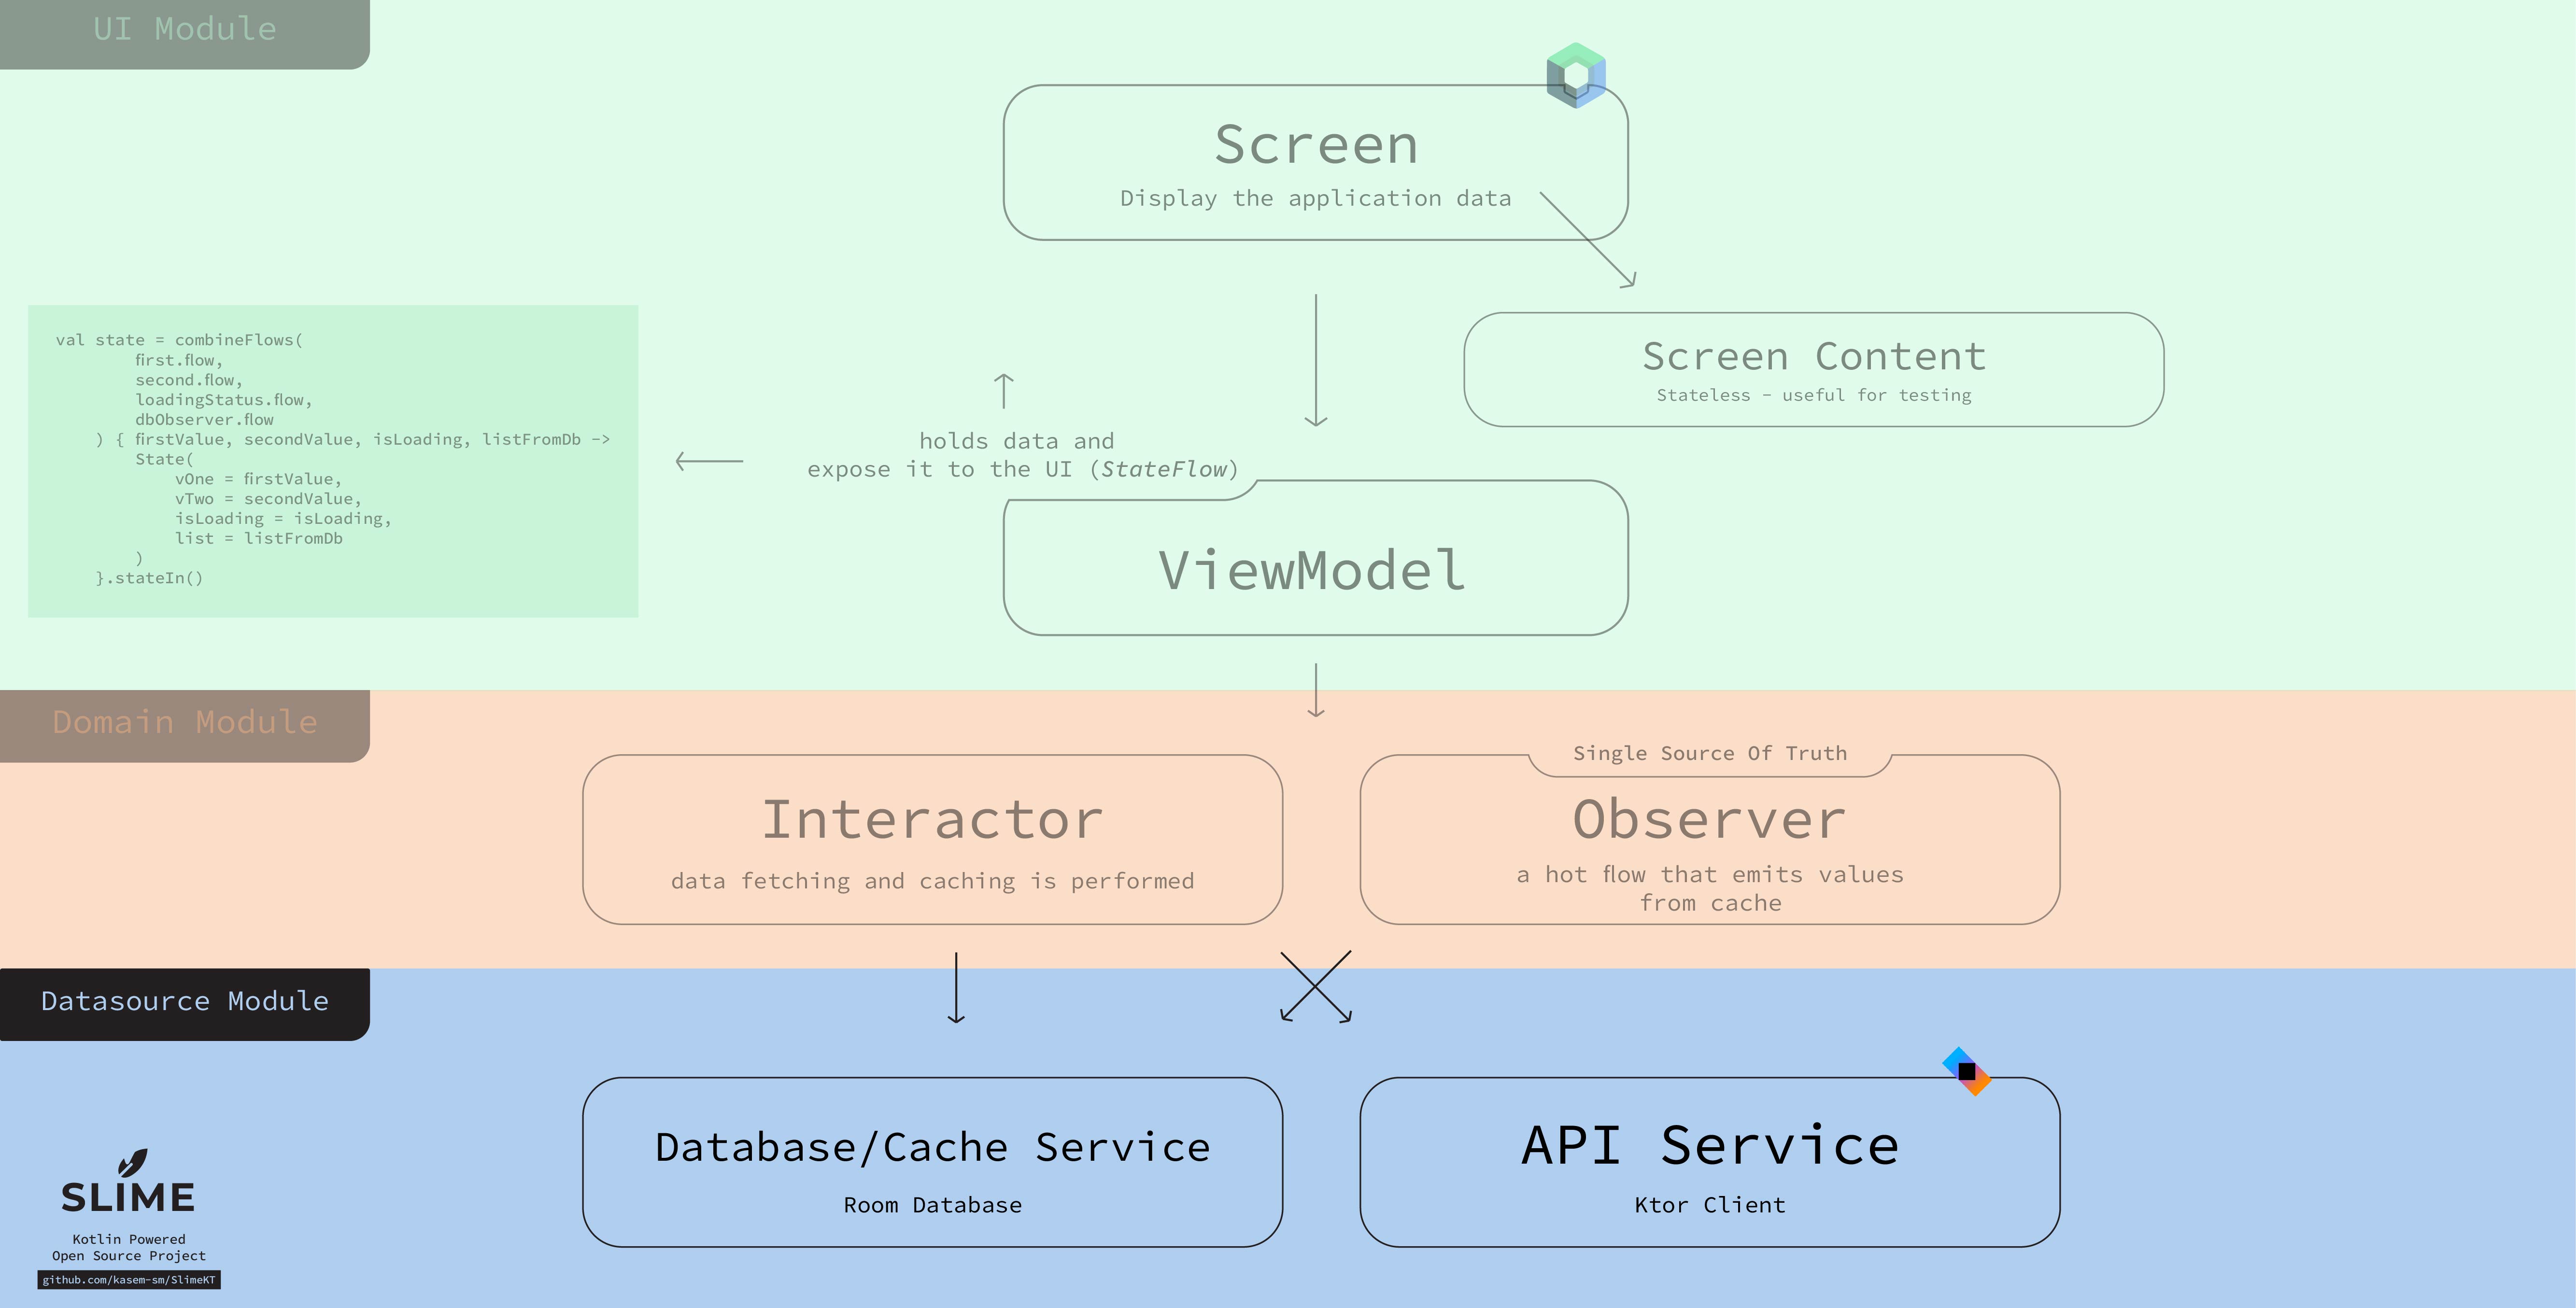 UI Module
Screen
Display the application data
Screen Content
Stateless - useful for testing
val state = combineFlows(
        first.flow,
        second.flow,
        loadingStatus.flow,
        dbObserver.flow
    ) { firstValue, secondValue, isLoading, listFromDb ->
        State(
            vOne = firstValue,
            vTwo = secondValue,
            isLoading = isLoading,
            list = listFromDb
        )
    }.stateIn()
holds data and
expose it to the UI (StateFlow)
ViewModel
Domain Module
Interactor
data fetching and caching is performed
Single Source Of Truth
Observer
a hot flow that emits values
from cache
Datasource Module
Database/Cache Service
Room Database
API Service
Ktor Client
SLIME
Kotlin Powered
Open Source Project
github.com/kasem-sm/SlimeKT